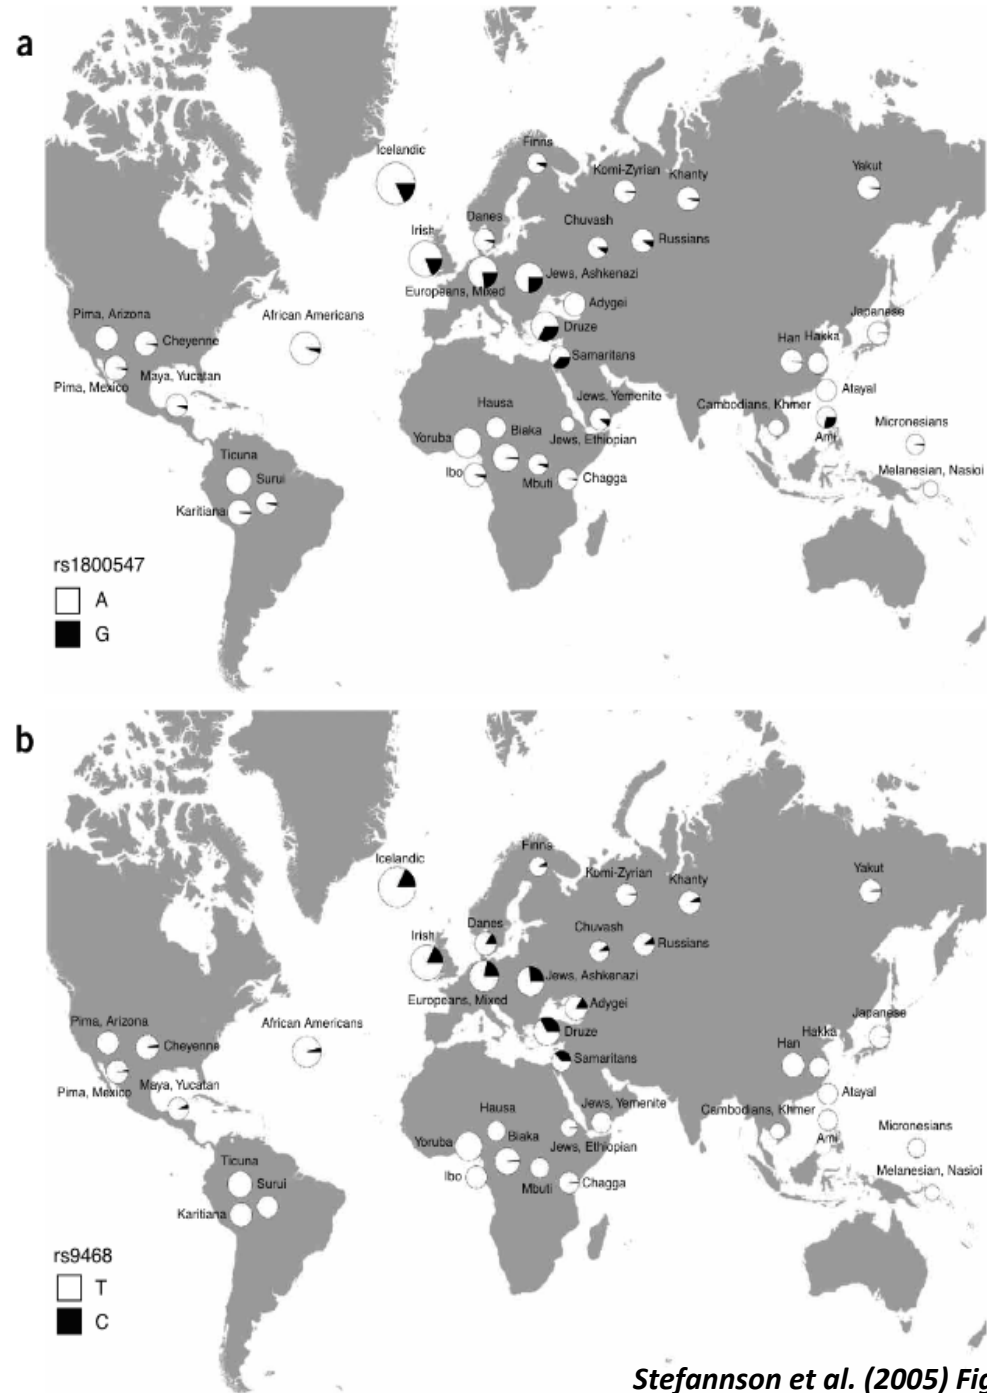 a
Icelandic
Finns
Komi-Zyrian
Khanty
Yakut
Irish
Danes
Chuvash
Russians
Jews, Ashkenazi
Europeans, Mixed
Adygei
Pima, Arizona
African Americans
Druze
Japanese
Cheyenne
Han
Hakka
Samaritans
Pima, Mexico
Maya, Yucatan
Atayal
Jews, Yemenite
Cambodians, Khmer
Hausa
Micronesians
Yoruba
Biaka
Jews, Ethiopian
Ami
Ticuna
Surui
Ibo
Mbuti
Chagga
Melanesian, Nasioi
Karitiana
rs1800547
A
G
b
Icelandic
Finns
Komi-Zyrian
Khanty
Yakut
Irish
Danes
Chuvash
Russians
Jews, Ashkenazi
Europeans, Mixed
Adygei
Pima, Arizona
African Americans
Druze
Japanese
Cheyenne
Hakka
Han
Samaritans
Pima, Mexico
Maya, Yucatan
Atayal
Hausa
Jews, Yemenite
Cambodians, Khmer
Yoruba
Biaka
Jews, Ethiopian
Ami
Micronesians
Ticuna
Surui
Ibo
Mbuti
Chagga
Melanesian, Nasioi
Karitiana
rs9468
T
C
Stefannson et al. (2005) Fig